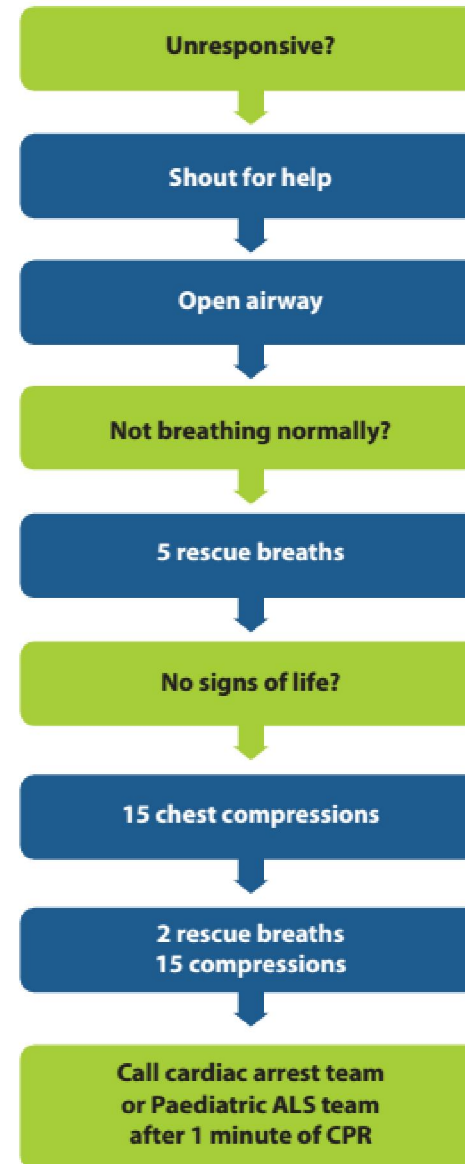 Unresponsive?
Shout for help
Open airway
Not breathing normally?
5 rescue breaths
No signs of life?
15 chest compressions
2 rescue breaths
15 compressions
Call cardiac arrest team
or Paediatric ALS team
after 1 minute of CPR